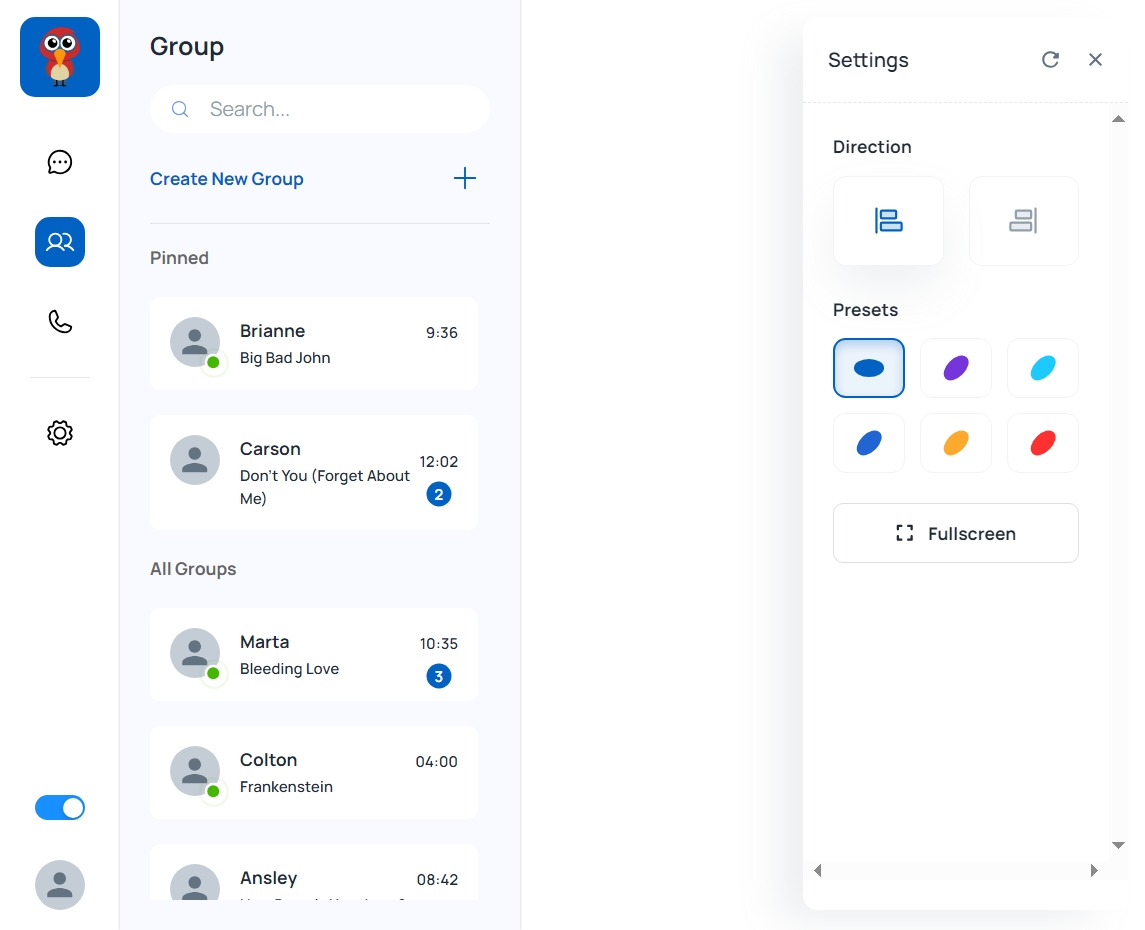 Group
Search...
Create New Group
Pinned
Brianne
9:36
Big Bad John
Carson
12:02
Don't You (Forget About
Me)
2
All Groups
Marta
10:35
Bleeding Love
3
Colton
04:00
Frankenstein
Ansley
08:42
Settings
Direction
Presets
Fullscreen